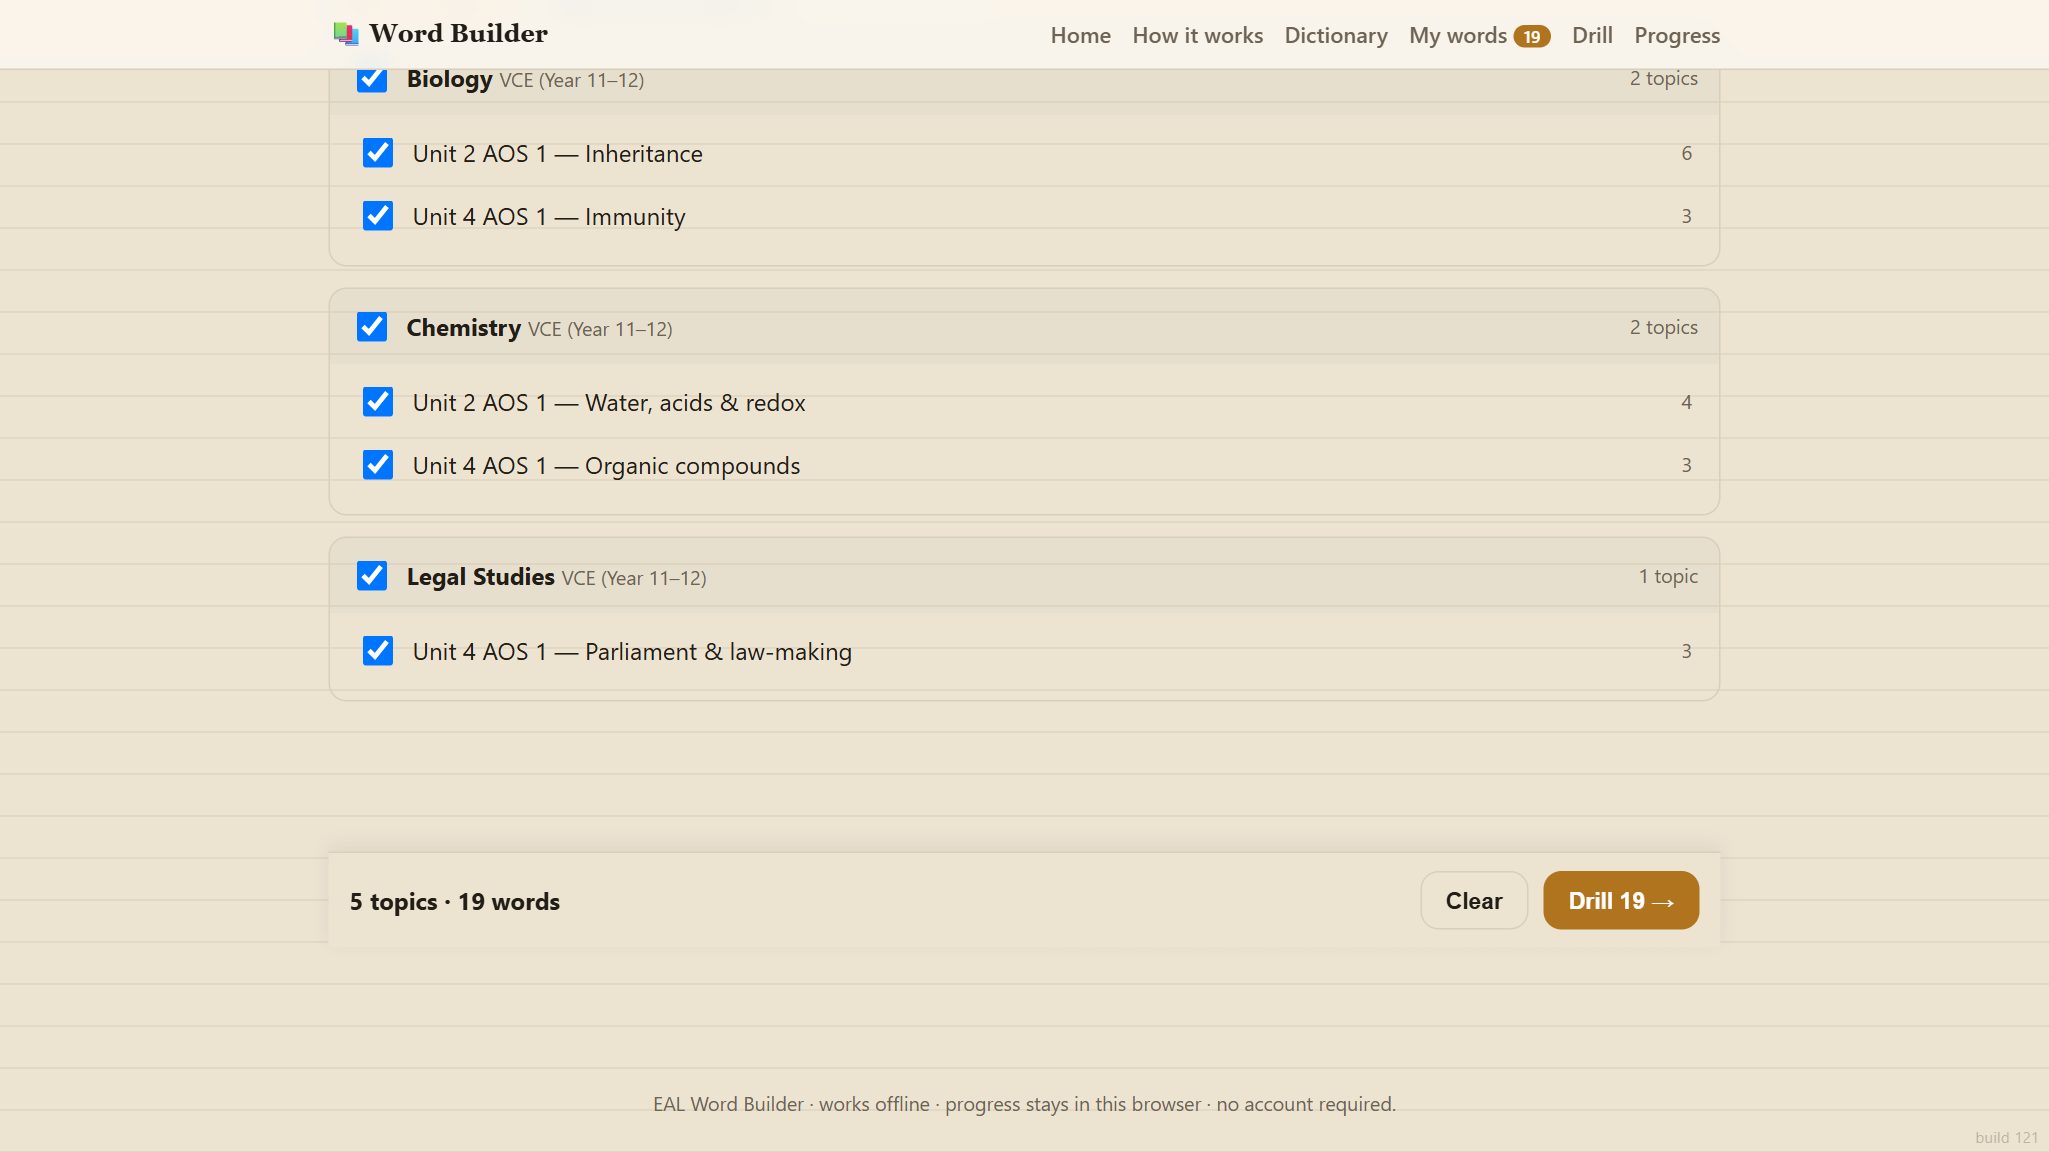 Word Builder
Home How it works Dictionary My words 19 Drill Progress
Biology VCE (Year 11–12) 2 topics
Unit 2 AOS 1 — Inheritance 6
Unit 4 AOS 1 — Immunity 3
Chemistry VCE (Year 11–12) 2 topics
Unit 2 AOS 1 — Water, acids & redox 4
Unit 4 AOS 1 — Organic compounds 3
Legal Studies VCE (Year 11–12) 1 topic
Unit 4 AOS 1 — Parliament & law-making 3
5 topics · 19 words Clear Drill 19 →
EAL Word Builder · works offline · progress stays in this browser · no account required.
build 121